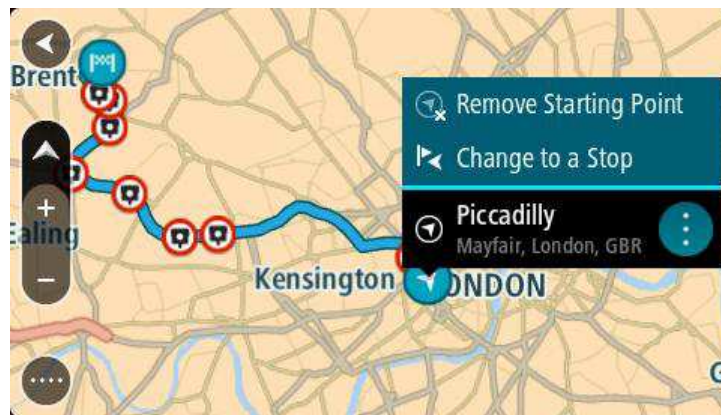 Brent
Remove Starting Point
Change to a Stop
Piccadilly
Mayfair, London, GBR
Ealing
Kensington
ONDON
G